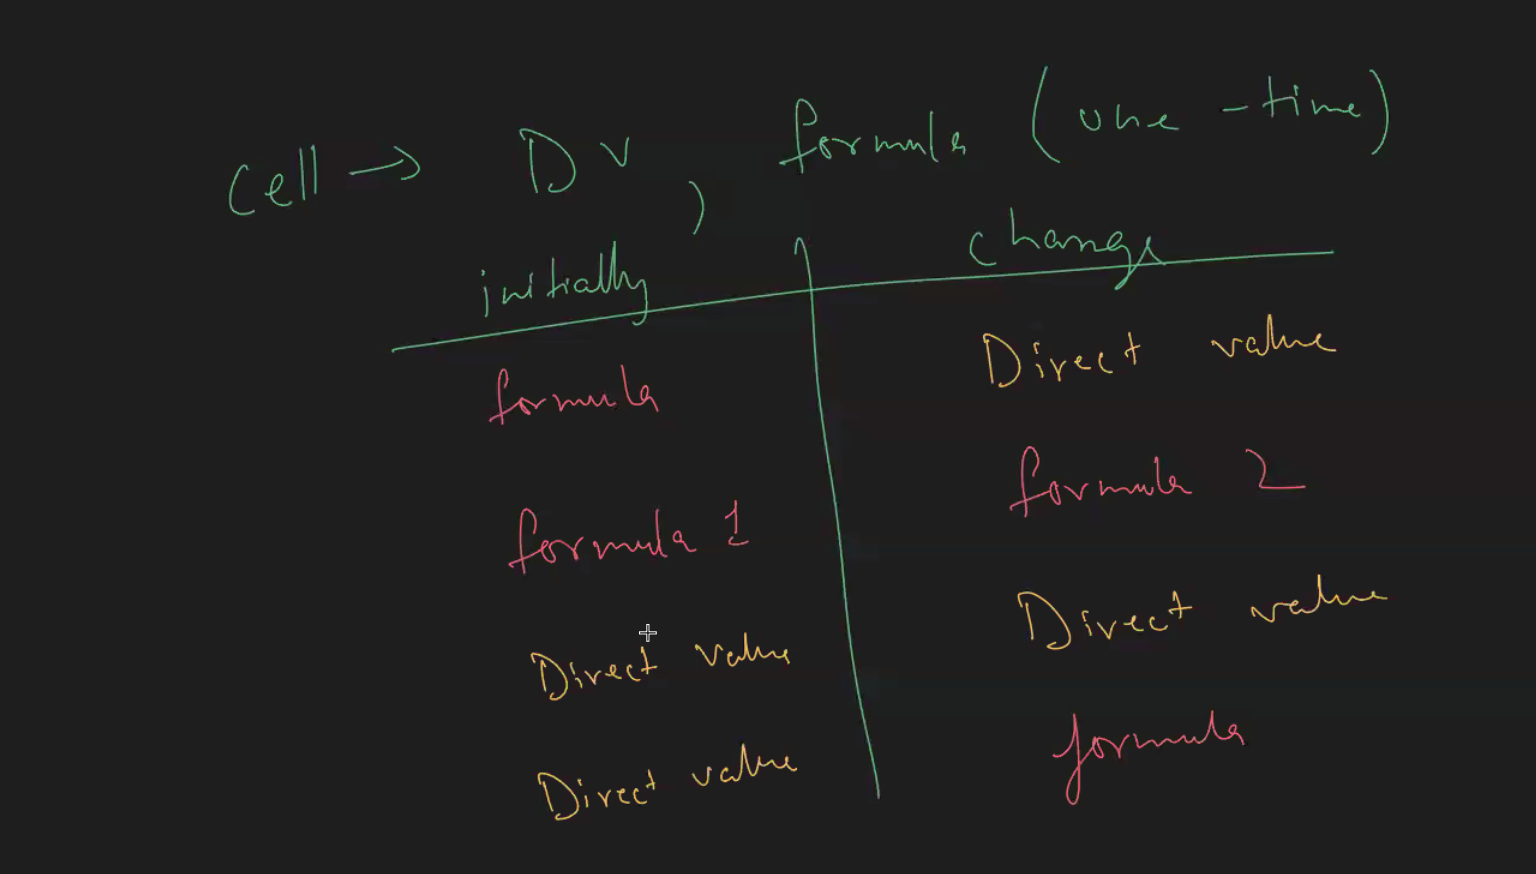 cell → DV, formula (one-time)
initially change
formula Direct value
formula 1 formula 2
Direct value Direct value
Direct value formula